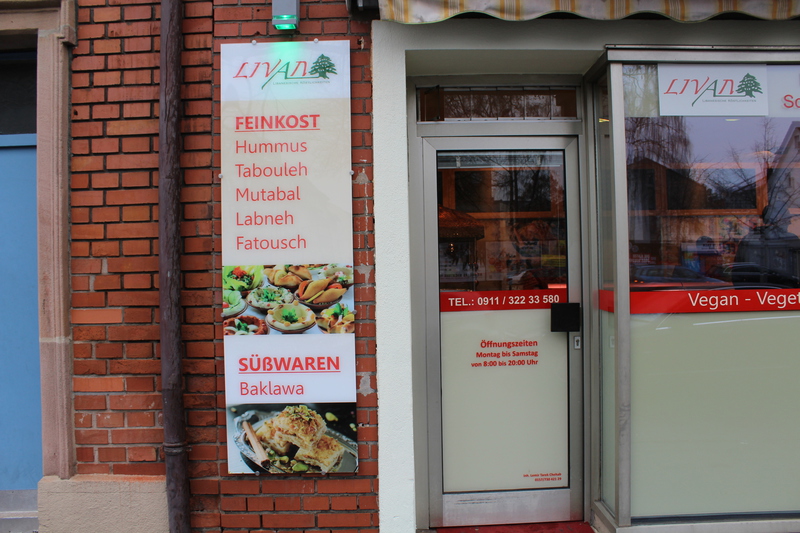 LIVAN
FEINKOST
Hummus
Tabouleh
Mutabal
Labneh
Fatousch
SÜßWAREN
Baklawa
TEL.: 0911 / 322 33 580
Öffnungszeiten
Montag bis Samstag
von 8:00 bis 20:00 Uhr
LIVAN
So
Vegan - Veget